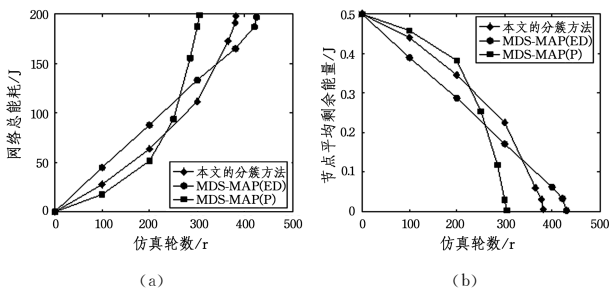 200
150
100
50
0
网络总能耗/J
本文的分簇方法
MDS-MAP(ED)
MDS-MAP(P)
0 100 200 300 400 500
仿真轮数/r
(a)
0.5
0.4
0.3
0.2
0.1
0
节点平均剩余能量/J
本文的分簇方法
MDS-MAP(ED)
MDS-MAP(P)
0 100 200 300 400 500
仿真轮数/r
(b)